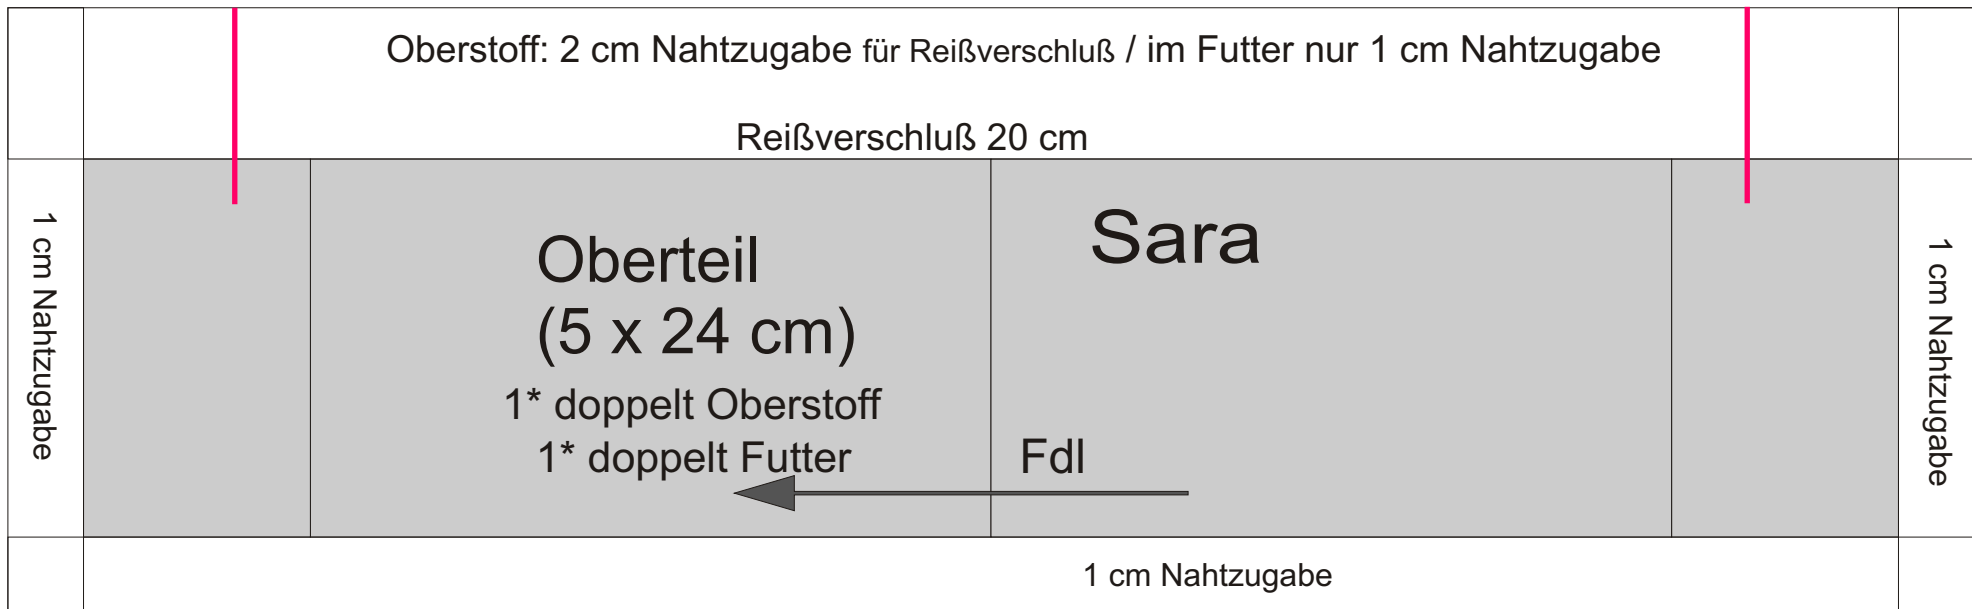 Oberstoff: 2 cm Nahtzugabe für Reißverschluß / im Futter nur 1 cm Nahtzugabe
Reißverschluß 20 cm
1 cm Nahtzugabe
Oberteil
(5 x 24 cm)
1* doppelt Oberstoff
1* doppelt Futter
Sara
Fdl
1 cm Nahtzugabe
1 cm Nahtzugabe